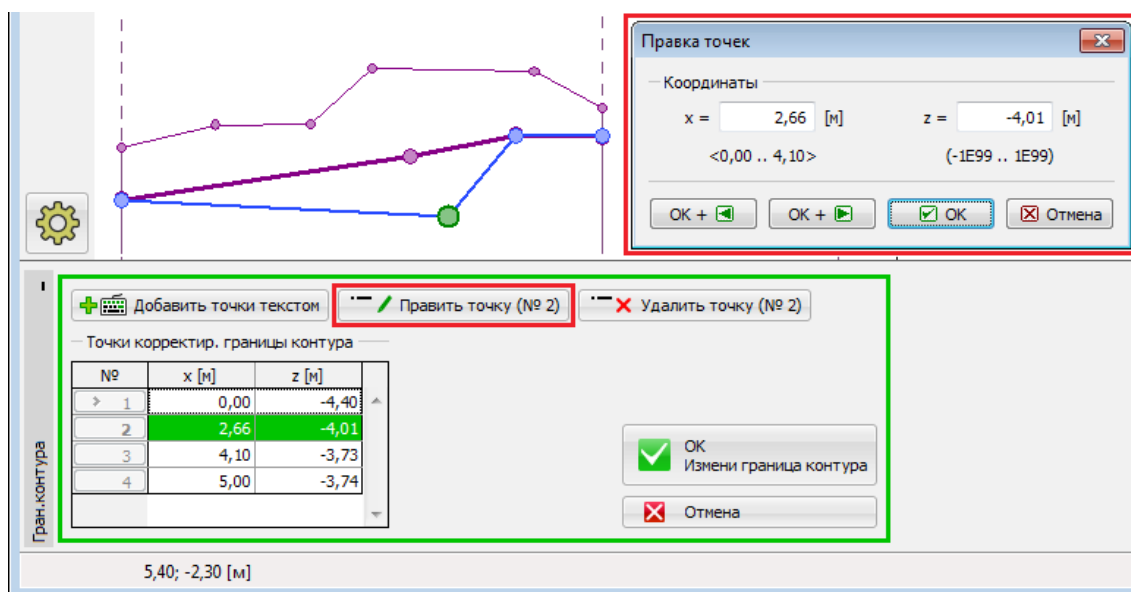 Правка точек
Координаты
x = 2,66 [м] z = -4,01 [м]
<0,00 .. 4,10> (-1E99 .. 1E99)
OK + OK + OK Отмена
Добавить точки текстом Править точку (№ 2) Удалить точку (№ 2)
Точки корректир. границы контура
№ x [м] z [м]
1 0,00 -4,40
2 2,66 -4,01
3 4,10 -3,73
4 5,00 -3,74
OK
Измени граница контура
Отмена
Гран.контура
5,40; -2,30 [м]